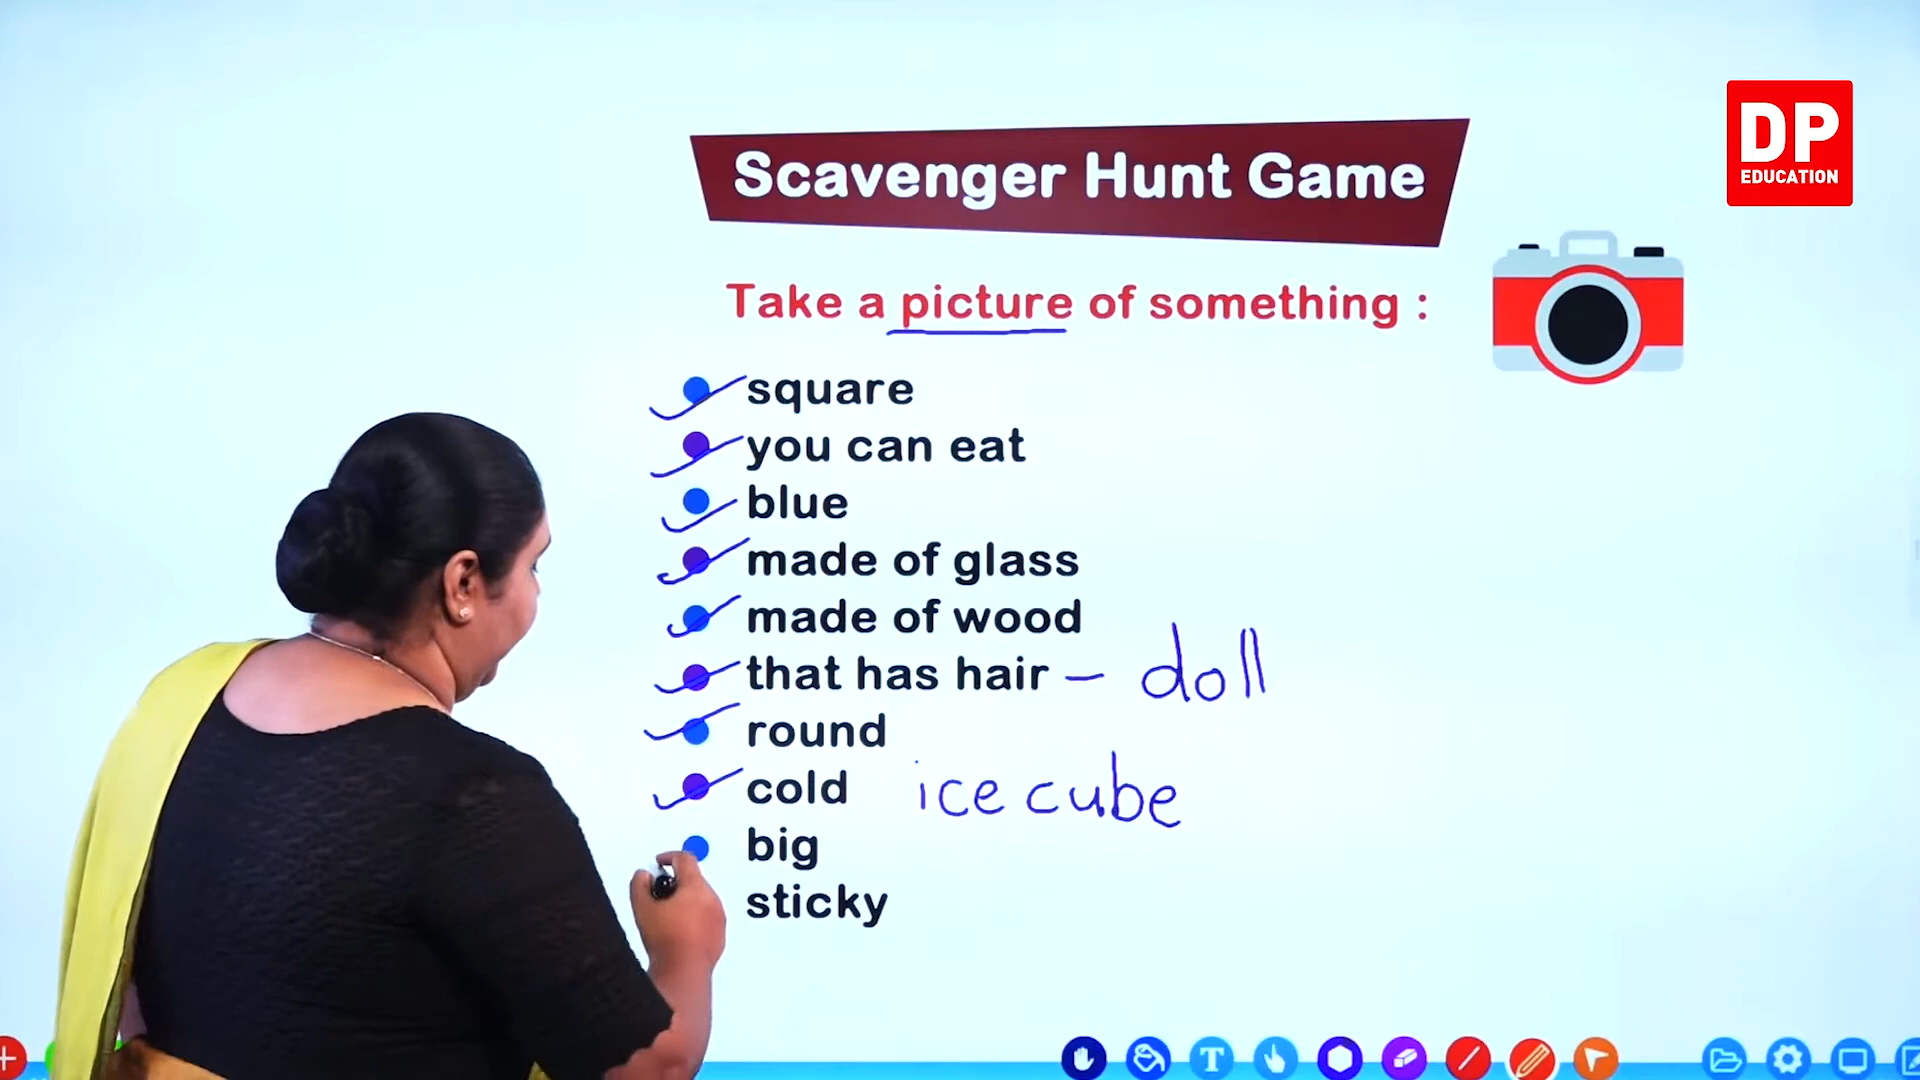 DP
EDUCATION
Scavenger Hunt Game
Take a picture of something :
square
you can eat
blue
made of glass
made of wood
that has hair – doll
round
cold ice cube
big
sticky
T